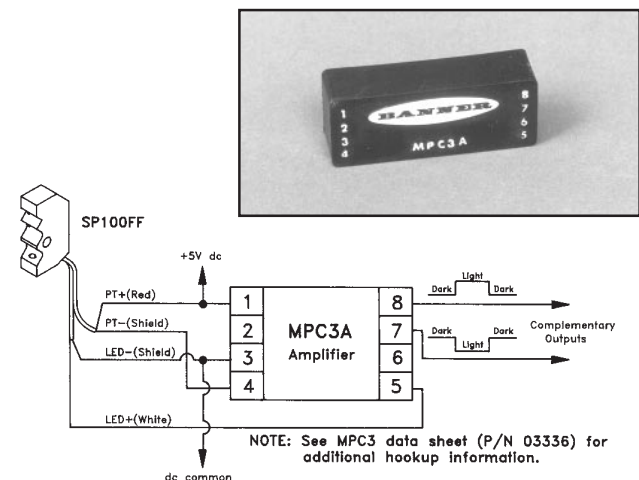 BANNER
MPC3A
1
2
3
4
8
7
6
5
SP100FF
+5V dc
PT+(Red)
PT-(Shield)
LED-(Shield)
LED+(White)
1
2
3
4
MPC3A
Amplifier
8
7
6
5
Light
Dark Dark
Dark Dark
Light
Complementary
Outputs
NOTE: See MPC3 data sheet (P/N 03336) for
additional hookup information.
dc common